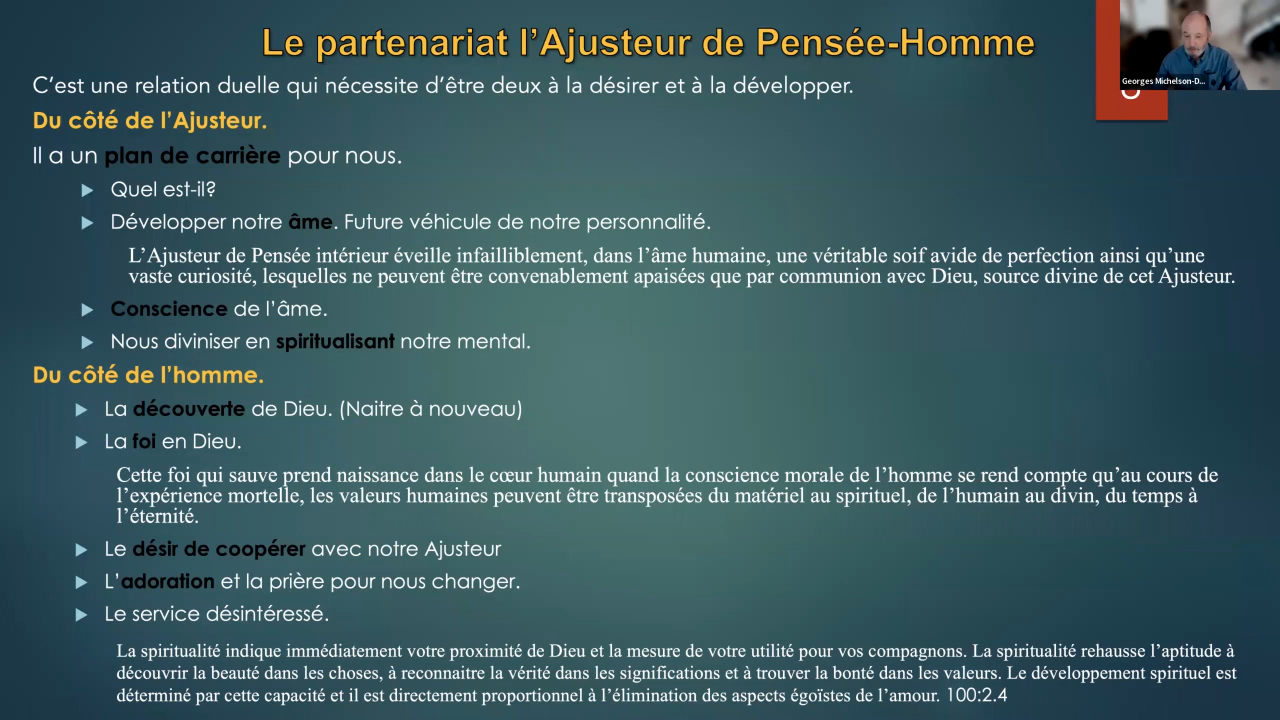 Le partenariat l’Ajusteur de Pensée-Homme
Georges Michelson-D...
C’est une relation duelle qui nécessite d’être deux à la désirer et à la développer.
Du côté de l’Ajusteur.
Il a un plan de carrière pour nous.
Quel est-il?
Développer notre âme. Future véhicule de notre personnalité.
L’Ajusteur de Pensée intérieur éveille infailliblement, dans l’âme humaine, une véritable soif avide de perfection ainsi qu’une
vaste curiosité, lesquelles ne peuvent être convenablement apaisées que par communion avec Dieu, source divine de cet Ajusteur.
Conscience de l’âme.
Nous diviniser en spiritualisant notre mental.
Du côté de l’homme.
La découverte de Dieu. (Naitre à nouveau)
La foi en Dieu.
Cette foi qui sauve prend naissance dans le cœur humain quand la conscience morale de l’homme se rend compte qu’au cours de
l’expérience mortelle, les valeurs humaines peuvent être transposées du matériel au spirituel, de l’humain au divin, du temps à
l’éternité.
Le désir de coopérer avec notre Ajusteur
L’adoration et la prière pour nous changer.
Le service désintéressé.
La spiritualité indique immédiatement votre proximité de Dieu et la mesure de votre utilité pour vos compagnons. La spiritualité rehausse l’aptitude à
découvrir la beauté dans les choses, à reconnaitre la vérité dans les significations et à trouver la bonté dans les valeurs. Le développement spirituel est
déterminé par cette capacité et il est directement proportionnel à l’élimination des aspects égoïstes de l’amour. 100:2.4